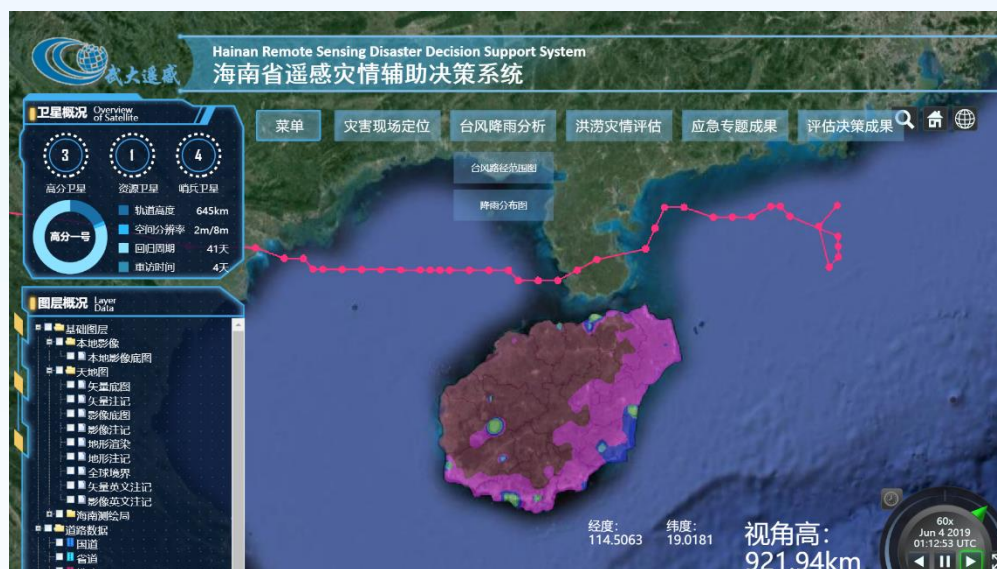 武大遥感
Hainan Remote Sensing Disaster Decision Support System
海南省遥感灾情辅助决策系统
卫星概况 Overview of Satellite
3 1 4
高分卫星 资源卫星 哨兵卫星
高分一号
轨道高度 645km
空间分辨率 2m/8m
回归周期 41天
重访时间 4天
菜单 灾害现场定位 台风降雨分析 洪涝灾情评估 应急专题成果 评估决策成果
台风路径范围图
降雨分布图
图层概况 Layer Data
基础图层
本地影像
本地影像底图
天地图
矢量底图
矢量注记
影像底图
影像注记
地形渲染
地形注记
全球境界
矢量英文注记
影像英文注记
海南测绘局
道路数据
国道
省道
经度:
114.5063
纬度:
19.0181
视角高:
921.94km
60x
Jun 4 2019
01:12:53 UTC